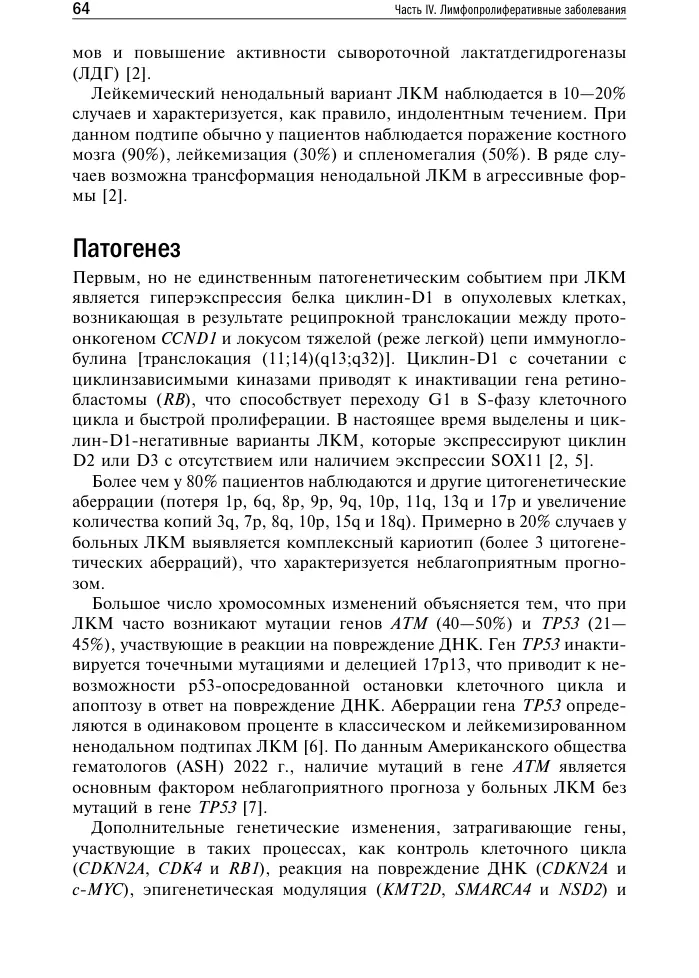 64
Часть IV. Лимфопролиферативные заболевания
мов и повышение активности сывороточной лактатдегидрогеназы
(ЛДГ) [2].
Лейкемический ненодальный вариант ЛКМ наблюдается в 10—20%
случаев и характеризуется, как правило, индолентным течением. При
данном подтипе обычно у пациентов наблюдается поражение костного
мозга (90%), лейкемизация (30%) и спленомегалия (50%). В ряде слу-
чаев возможна трансформация ненодальной ЛКМ в агрессивные фор-
мы [2].
Патогенез
Первым, но не единственным патогенетическим событием при ЛКМ
является гиперэкспрессия белка циклин-D1 в опухолевых клетках,
возникающая в результате реципрокной транслокации между прото-
онкогеном CCND1 и локусом тяжелой (реже легкой) цепи иммуногло-
булина [транслокация (11;14)(q13;q32)]. Циклин-D1 с сочетании с
циклинзависимыми киназами приводят к инактивации гена ретино-
бластомы (RB), что способствует переходу G1 в S-фазу клеточного
цикла и быстрой пролиферации. В настоящее время выделены и цик-
лин-D1-негативные варианты ЛКМ, которые экспрессируют циклин
D2 или D3 с отсутствием или наличием экспрессии SOX11 [2, 5].
Более чем у 80% пациентов наблюдаются и другие цитогенетические
аберрации (потеря 1p, 6q, 8p, 9p, 9q, 10p, 11q, 13q и 17p и увеличение
количества копий 3q, 7p, 8q, 10p, 15q и 18q). Примерно в 20% случаев у
больных ЛКМ выявляется комплексный кариотип (более 3 цитогене-
тических аберраций), что характеризуется неблагоприятным прогно-
зом.
Большое число хромосомных изменений объясняется тем, что при
ЛКМ часто возникают мутации генов ATM (40—50%) и TP53 (21—
45%), участвующие в реакции на повреждение ДНК. Ген TP53 инакти-
вируется точечными мутациями и делецией 17p13, что приводит к не-
возможности p53-опосредованной остановки клеточного цикла и
апоптозу в ответ на повреждение ДНК. Аберрации гена TP53 опреде-
ляются в одинаковом проценте в классическом и лейкемизированном
ненодальном подтипах ЛКМ [6]. По данным Американского общества
гематологов (ASH) 2022 г., наличие мутаций в гене ATM является
основным фактором неблагоприятного прогноза у больных ЛКМ без
мутаций в гене TP53 [7].
Дополнительные генетические изменения, затрагивающие гены,
участвующие в таких процессах, как контроль клеточного цикла
(CDKN2A, CDK4 и RB1), реакция на повреждение ДНК (CDKN2A и
c-MYC), эпигенетическая модуляция (KMT2D, SMARCA4 и NSD2) и